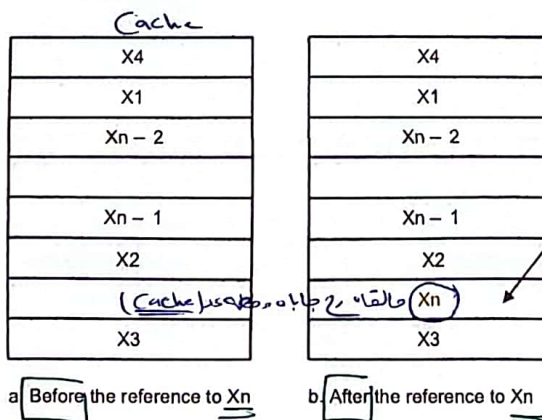 Cache
X4
X1
Xn – 2
Xn – 1
X2
X3
X4
X1
Xn – 2
Xn – 1
X2
Xn
X3
(Cache
a Before the reference to Xn
b. After the reference to Xn